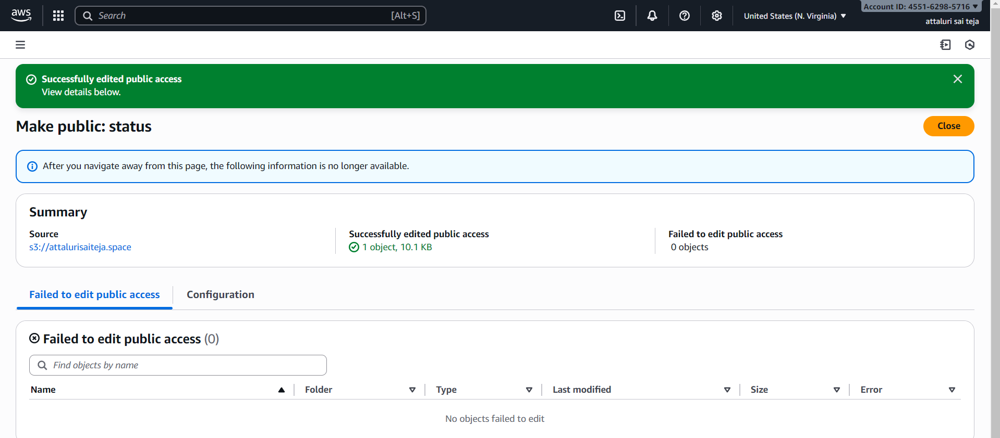 aws
Search [Alt+S]
United States (N. Virginia)
Account ID: 4551-6298-5716
attaluri sai teja
Successfully edited public access
View details below.
Make public: status
Close
After you navigate away from this page, the following information is no longer available.
Summary
Source
s3://attalurisaiteja.space
Successfully edited public access
1 object, 10.1 KB
Failed to edit public access
0 objects
Failed to edit public access
Configuration
Failed to edit public access (0)
Find objects by name
Name Folder Type Last modified Size Error
No objects failed to edit